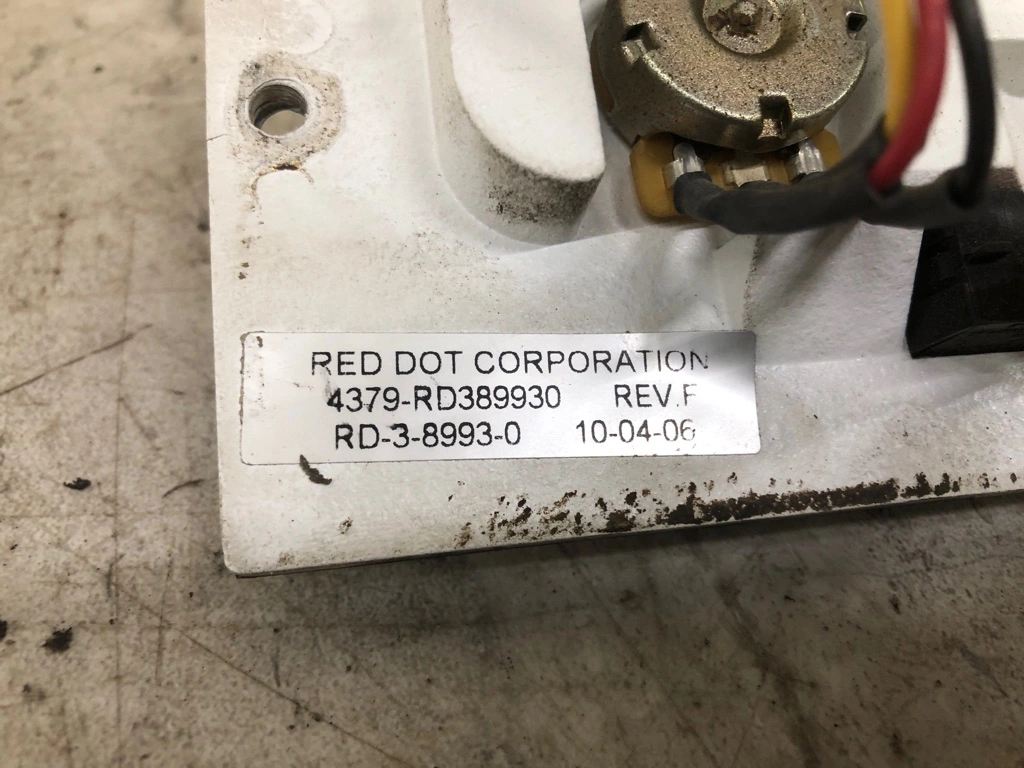 RED DOT CORPORATION
4379-RD389930 REV.F
RD-3-8993-0 10-04-06